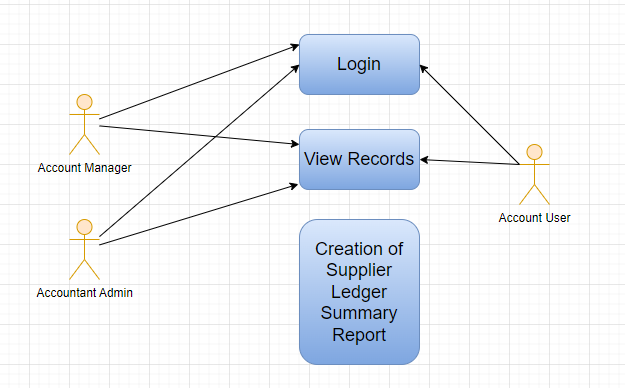 Login
Account Manager
View Records
Account User
Accountant Admin
Creation of
Supplier
Ledger
Summary
Report